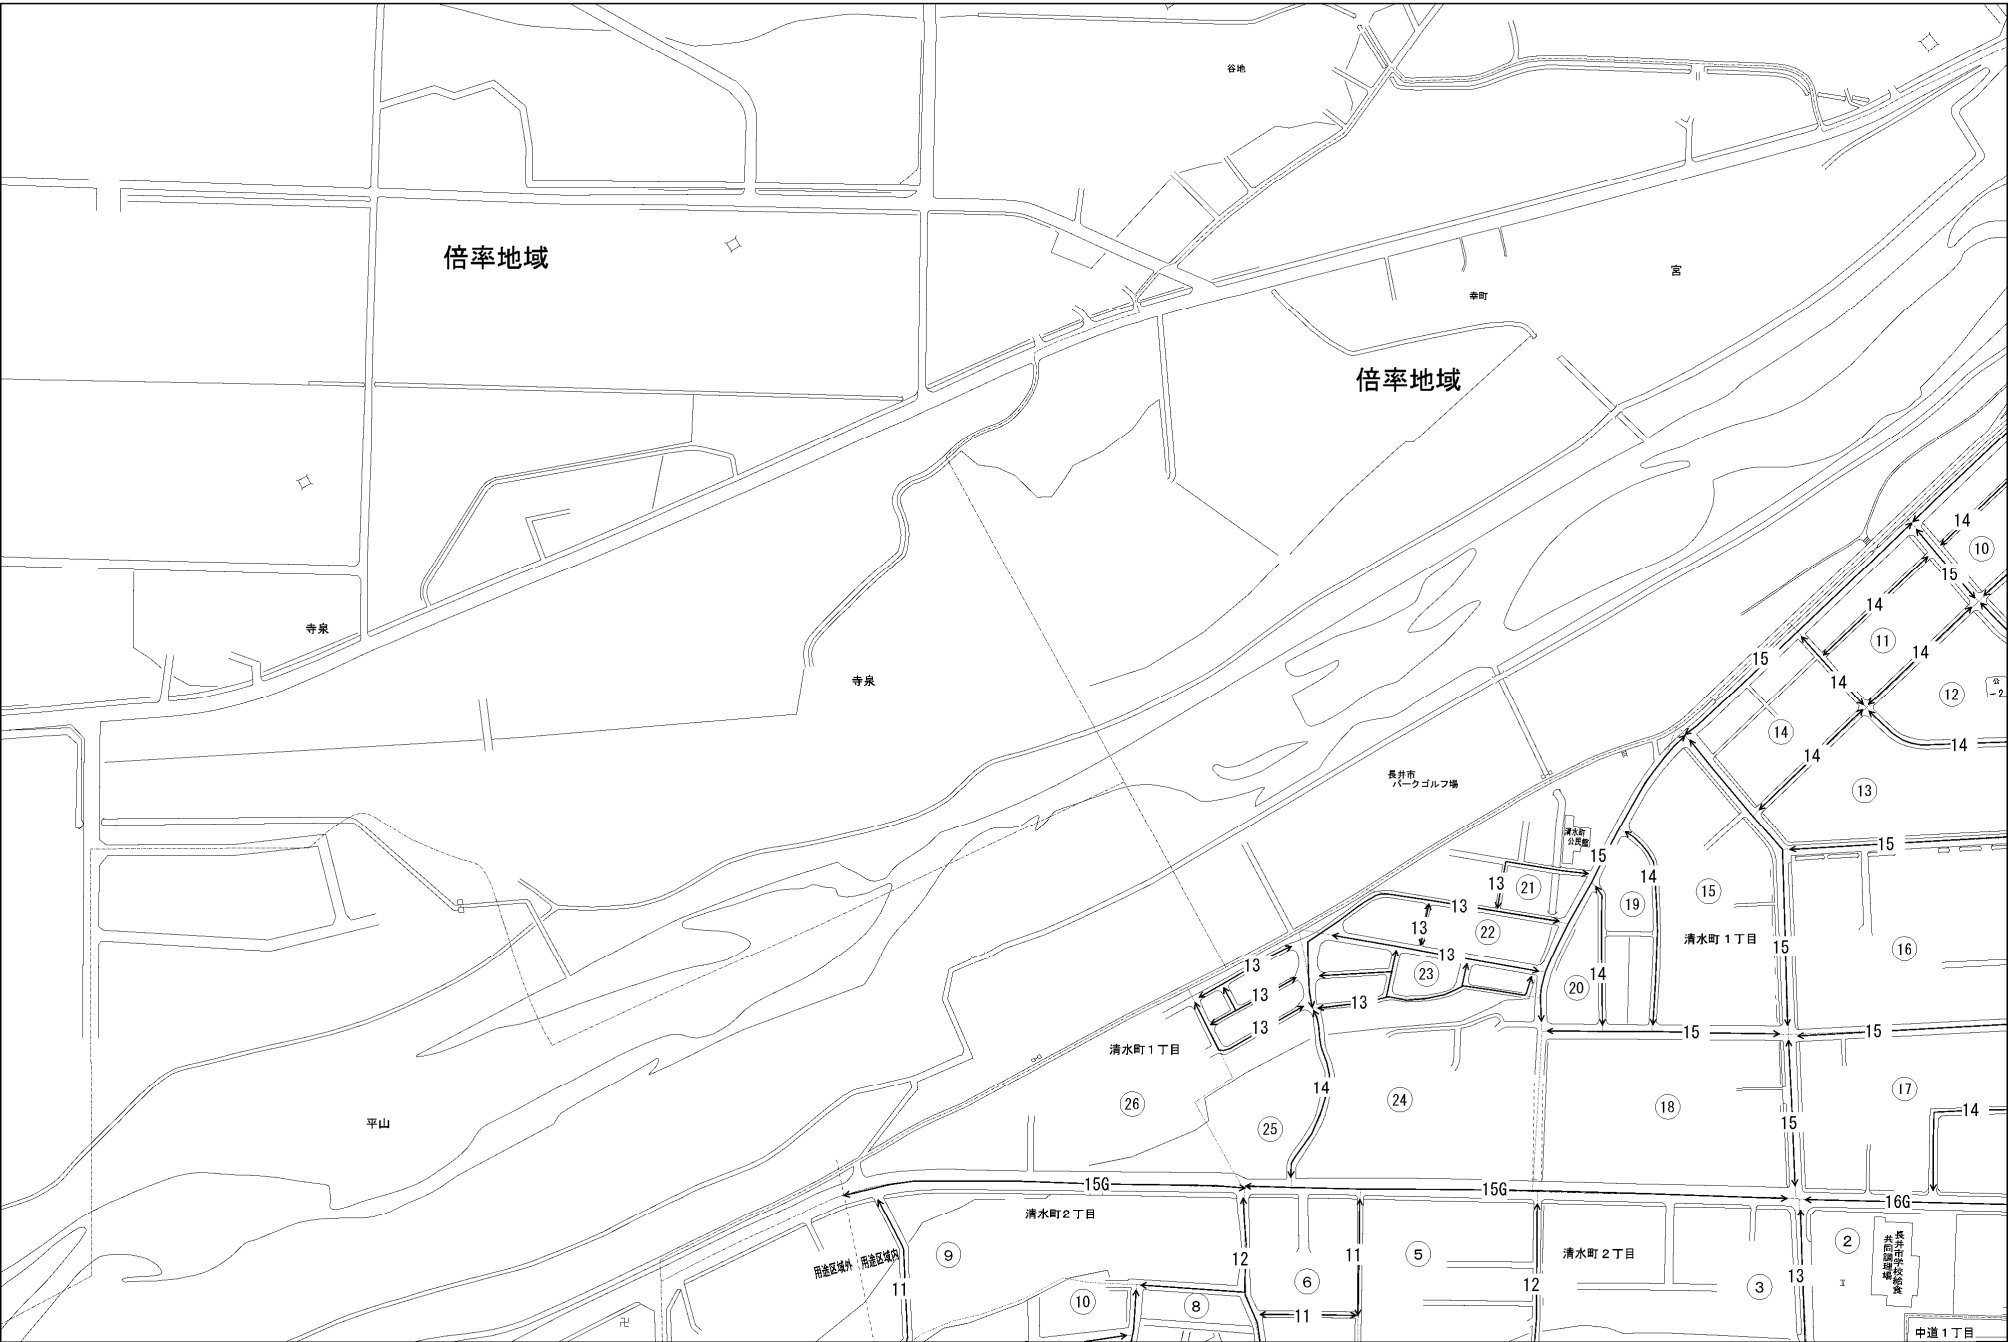 谷地
倍率地域
宮
幸町
倍率地域
14
10
15
14
11
寺泉
14
15
寺泉
14
12
公
-2
14
14
14
長井市
パークゴルフ場
14
13
清水町
公民館
15
15
14
13
21
15
19
13
13
22
清水町1丁目
15
16
13
13
23
14
20
13
13
13
15
15
清水町1丁目
14
24
17
26
18
14
平山
25
15
15G
15G
16G
清水町2丁目
2
長井市学校給食
共同調理場
9
12
11
5
清水町2丁目
用途区域外
用途区域内
13
11
6
12
3
10
8
11
卍
中道1丁目